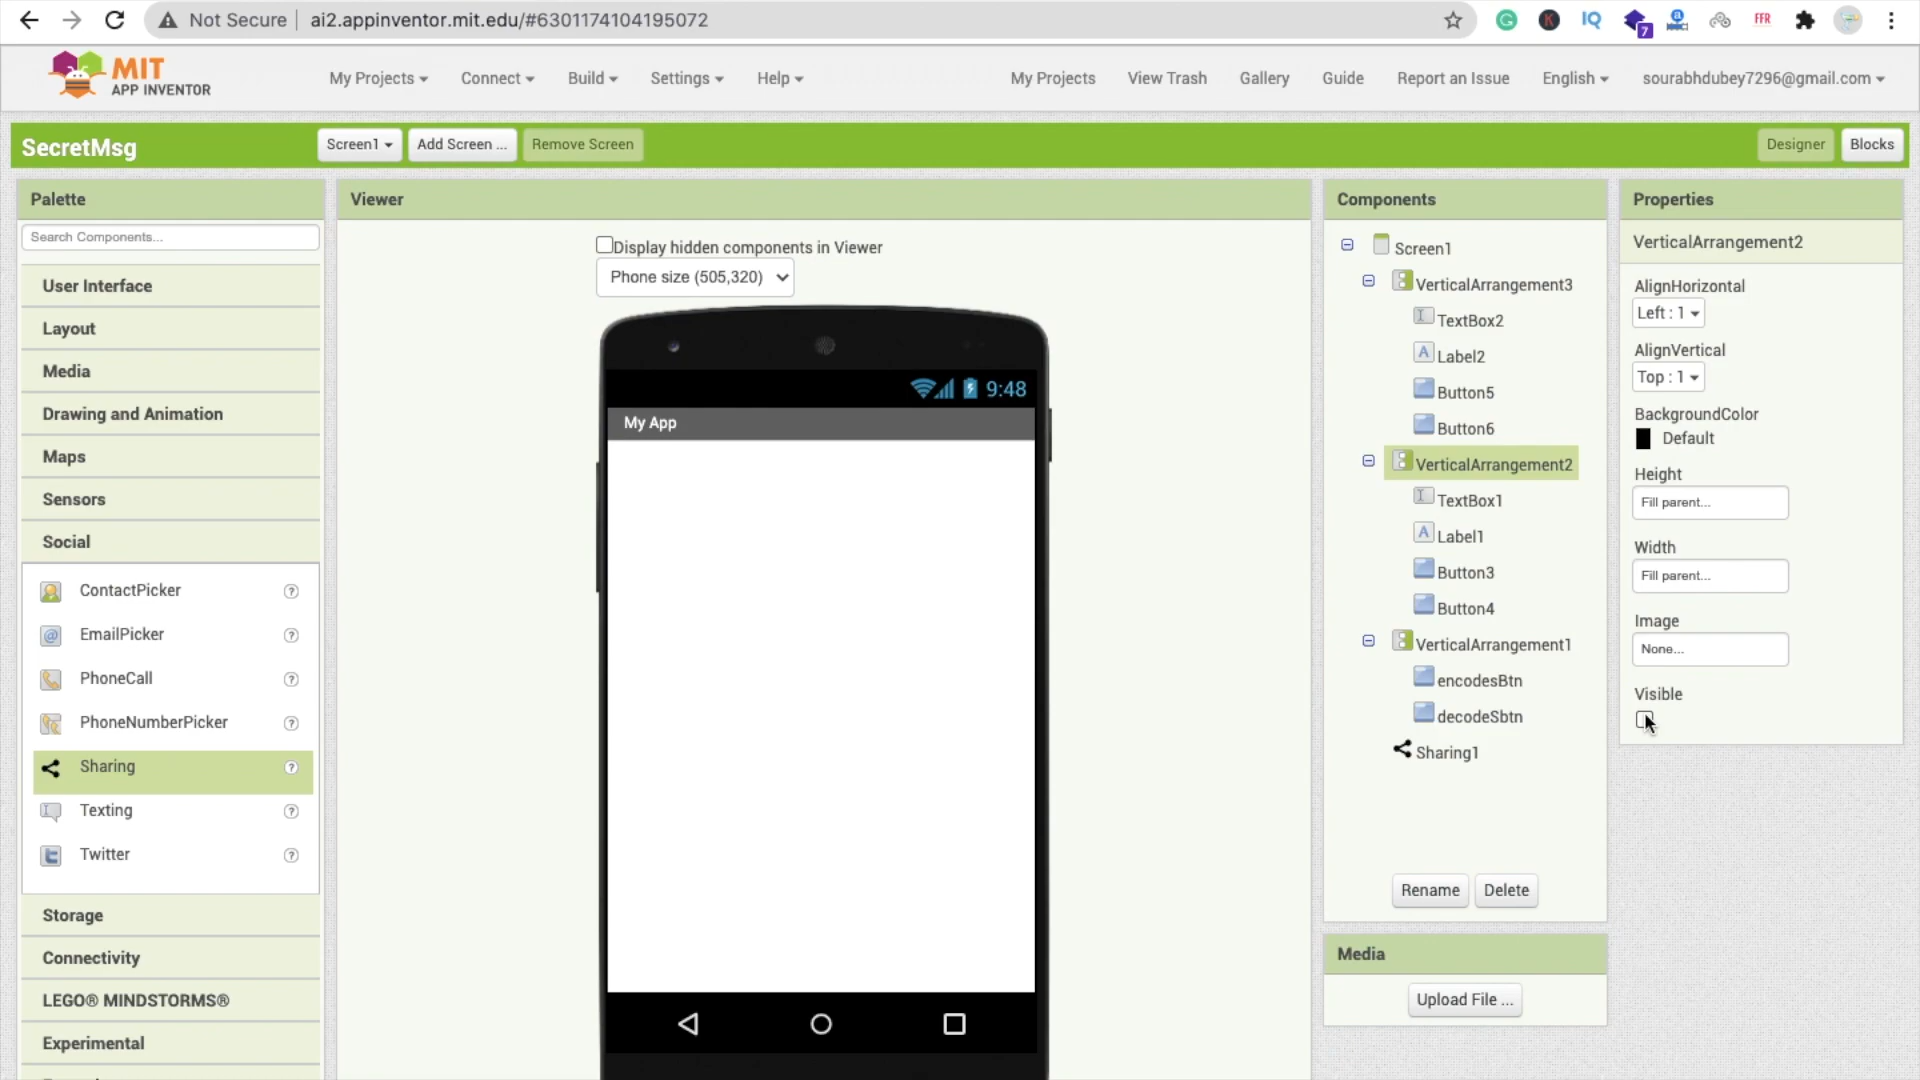 Not Secure ai2.appinventor.mit.edu/#6301174104195072
IQ
7
FFR
MIT
APP INVENTOR
My Projects
Connect
Build
Settings
Help
My Projects
View Trash
Gallery
Guide
Report an Issue
English
sourabhdubey7296@gmail.com
SecretMsg
Screen1
Add Screen ...
Remove Screen
Designer
Blocks
Palette
Search Components...
User Interface
Layout
Media
Drawing and Animation
Maps
Sensors
Social
ContactPicker
EmailPicker
PhoneCall
PhoneNumberPicker
Sharing
Texting
Twitter
Storage
Connectivity
LEGO® MINDSTORMS®
Experimental
Viewer
Display hidden components in Viewer
Phone size (505,320)
9:48
My App
Components
Screen1
VerticalArrangement3
TextBox2
Label2
Button5
Button6
VerticalArrangement2
TextBox1
Label1
Button3
Button4
VerticalArrangement1
encodesBtn
decodeSbtn
Sharing1
Rename
Delete
Media
Upload File ...
Properties
VerticalArrangement2
AlignHorizontal
Left : 1
AlignVertical
Top : 1
BackgroundColor
Default
Height
Fill parent...
Width
Fill parent...
Image
None...
Visible